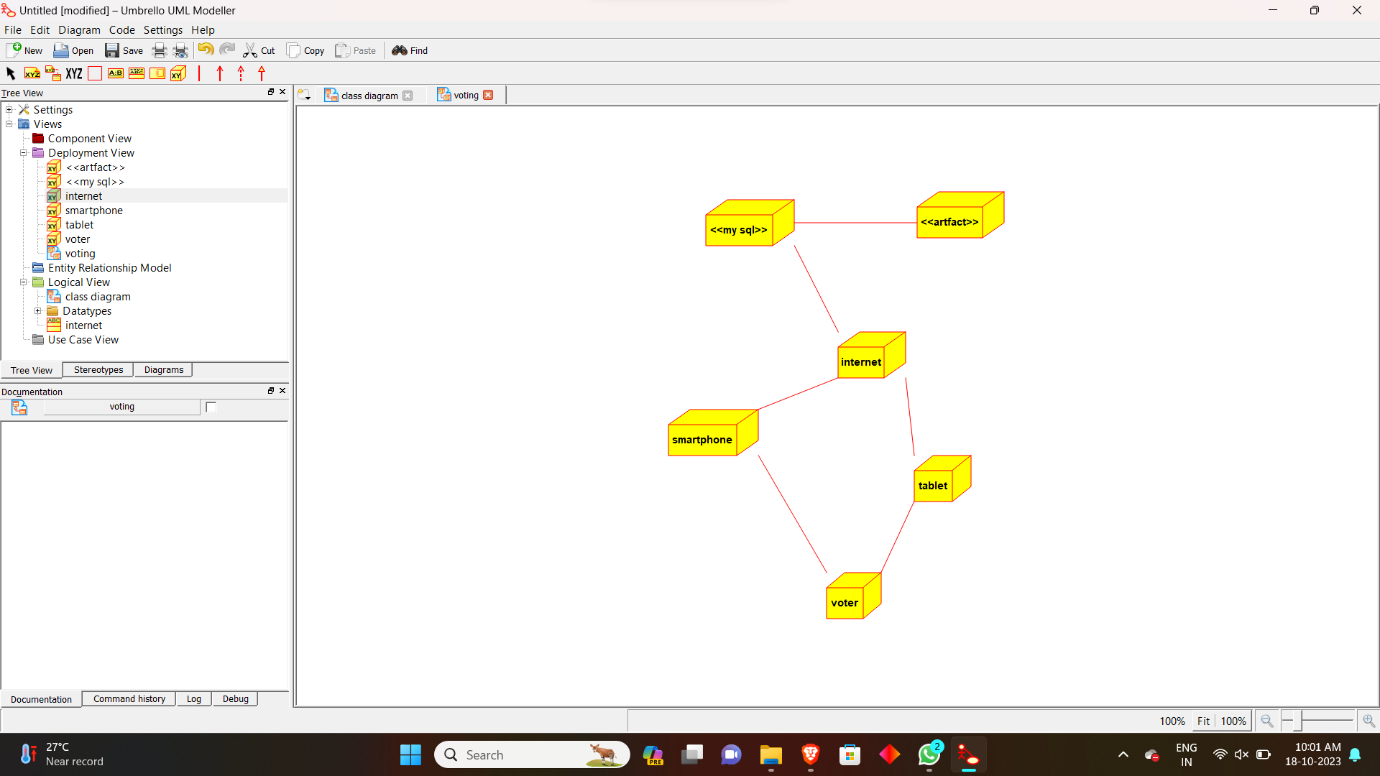 Untitled [modified] – Umbrello UML Modeller
File Edit Diagram Code Settings Help
New Open Save Cut Copy Paste Find
XYZ XYZ A:B XY
Tree View
class diagram voting
Settings
Views
Component View
Deployment View
<<artfact>>
<<my sql>>
internet
smartphone
tablet
voter
voting
Entity Relationship Model
Logical View
class diagram
Datatypes
internet
Use Case View
Tree View Stereotypes Diagrams
Documentation
voting
<<my sql>> <<artfact>>
internet
smartphone
tablet
voter
Documentation Command history Log Debug
100% Fit 100%
27°C
Near record
Search
PRE
2
ENG
IN
10:01 AM
18-10-2023